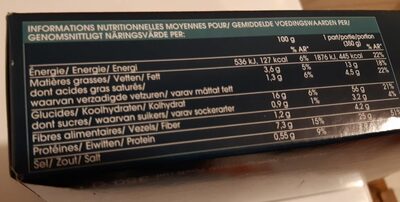 INFORMATIONS NUTRITIONNELLES MOYENNES POUR/ GEMIDDELDE VOEDINGSWAARDEN PER/
GENOMSNITTLIGT NÄRINGSVÄRDE PER:
100 g % AR* 1 part/portie/portion (350 g) % AR*
Énergie/ Energie/ Energi 536 kJ, 127 kcal 6% 1876 kJ, 445 kcal 22%
Matières grasses/ Vetten/ Fett 3,6 g 5% 13 g 18%
dont acides gras saturés/ 1,3 g 6% 4,5 g 22%
waarvan verzadigde vetzuren/ varav mättat fett
Glucides/ Koolhydraten/ Kolhydrat 16 g 6% 56 g 21%
dont sucres/ waarvan suikers/ varav sockerarter 0,9 g 1% 3,2 g 4%
Fibres alimentaires/ Vezels/ Fiber 1,2 g 4,2 g
Protéines/ Eiwitten/ Protein 7,3 g 15% 25 g
Sel/ Zout/ Salt 0,55 g 9%